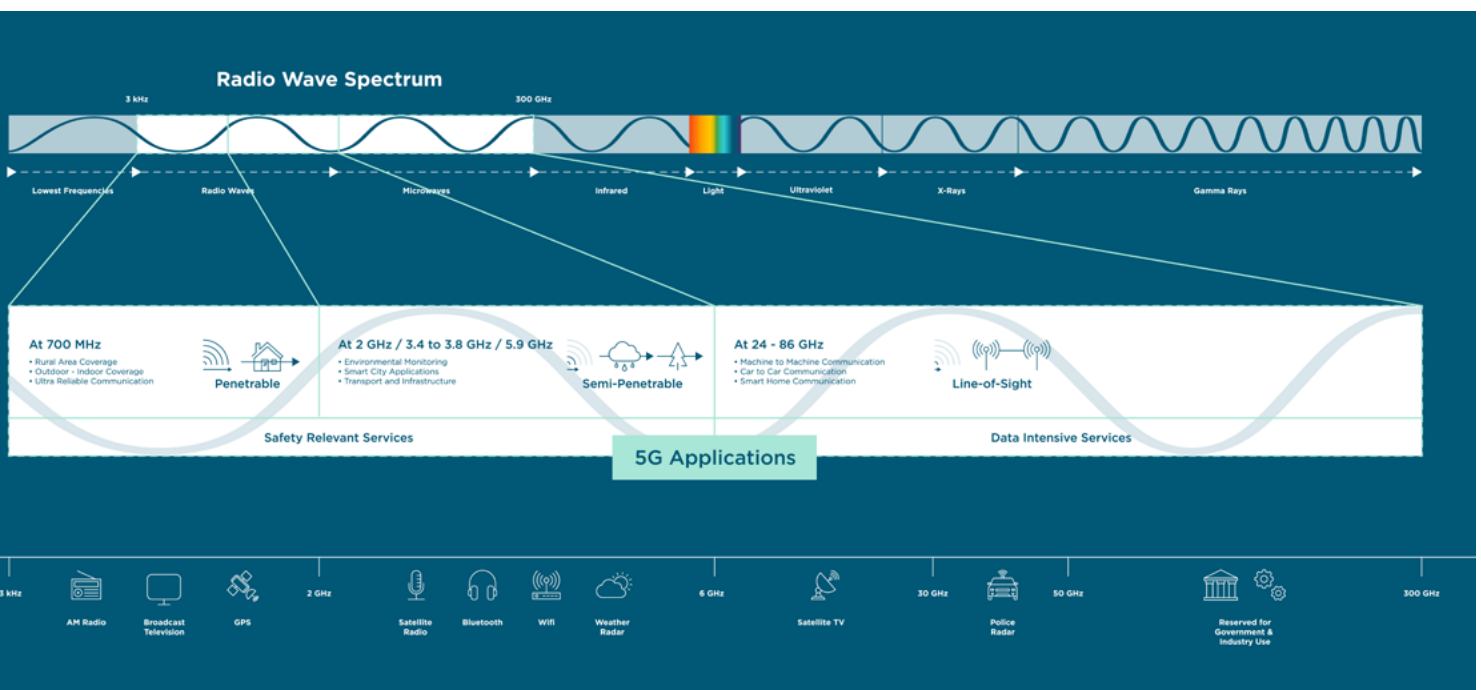 Radio Wave Spectrum
3 kHz
300 GHz
Lowest Frequencies
Radio Waves
Microwaves
Infrared
Light
Ultraviolet
X-Rays
Gamma Rays
At 700 MHz
• Rural Area Coverage
• Outdoor - Indoor Coverage
• Ultra Reliable Communication
Penetrable
At 2 GHz / 3.4 to 3.8 GHz / 5.9 GHz
• Environmental Monitoring
• Smart City Applications
• Transport and Infrastructure
Semi-Penetrable
At 24 - 86 GHz
• Machine to Machine Communication
• Car to Car Communication
• Smart Home Communication
Line-of-Sight
Safety Relevant Services
Data Intensive Services
5G Applications
3 kHz
AM Radio
Broadcast
Television
GPS
2 GHz
Satellite
Radio
Bluetooth
Wifi
Weather
Radar
6 GHz
Satellite TV
30 GHz
Police
Radar
50 GHz
Reserved for
Government &
Industry Use
300 GHz